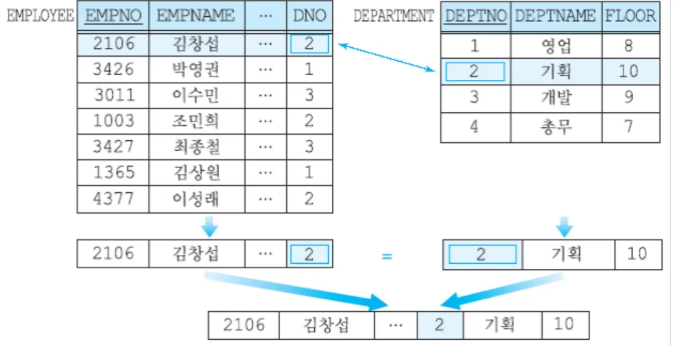 EMPLOYEE EMPNO EMPNAME … DNO
2106 김창섭 … 2
3426 박영권 … 1
3011 이수민 … 3
1003 조민희 … 2
3427 최종철 … 3
1365 김상원 … 1
4377 이성래 … 2
DEPARTMENT DEPTNO DEPTNAME FLOOR
1 영업 8
2 기획 10
3 개발 9
4 총무 7
2106 김창섭 … 2 = 2 기획 10
2106 김창섭 … 2 기획 10